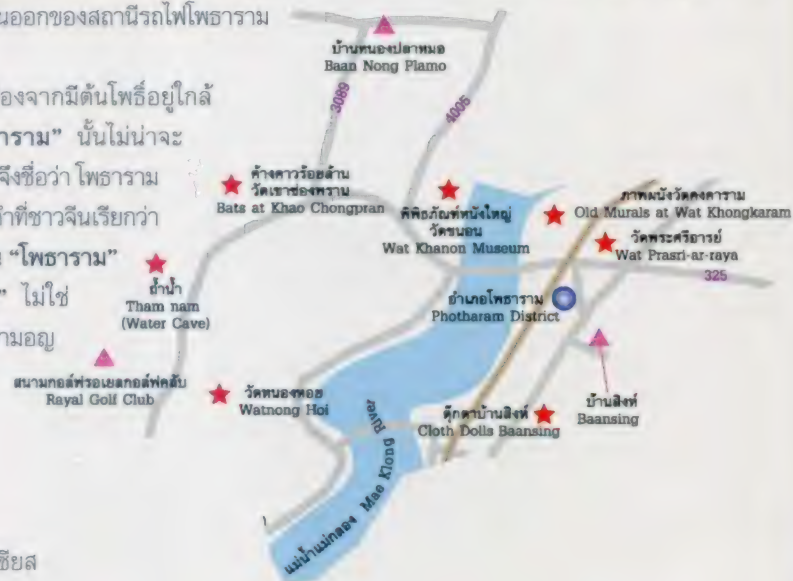 นออกของสถานีรถไฟโพธาราม
องจากมีต้นโพธิ์อยู่ใกล้
าราม” นั้นไม่น่าจะ
จึงชื่อว่า โพธาราม
ำที่ชาวจีนเรียกว่า
“โพธาราม”
” ไม่ใช่
ามอญ
ซียส
บ้านหนองปลาหมอ
Baan Nong Plamo
3089
4006
ค้างคาวร้อยล้าน
วัดเขาช่องพราน
Bats at Khao Chongpran
พิพิธภัณฑ์หนังใหญ่
วัดขนอน
Wat Khanon Museum
ภาพผนังวัดคงคาราม
Old Murals at Wat Khongkaram
วัดพระศรีอารย์
Wat Prasri-ar-raya
325
ถ้ำน้ำ
Tham nam
(Water Cave)
อำเภอโพธาราม
Photharam District
สนามกอล์ฟรอเยลกอล์ฟคลับ
Rayal Golf Club
วัดหนองหอย
Watnong Hoi
ตุ๊กตาบ้านสิงห์
Cloth Dolls Baansing
บ้านสิงห์
Baansing
แม่น้ำแม่กลอง Mae Klong River